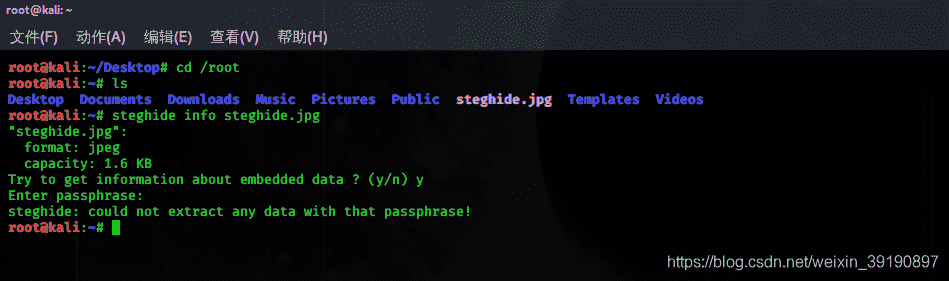 root@kali: ~
文件(F) 动作(A) 编辑(E) 查看(V) 帮助(H)
root@kali:~/Desktop# cd /root
root@kali:~# ls
Desktop Documents Downloads Music Pictures Public steghide.jpg Templates Videos
root@kali:~# steghide info steghide.jpg
"steghide.jpg":
  format: jpeg
  capacity: 1.6 KB
Try to get information about embedded data ? (y/n) y
Enter passphrase:
steghide: could not extract any data with that passphrase!
root@kali:~#
https://blog.csdn.net/weixin_39190897